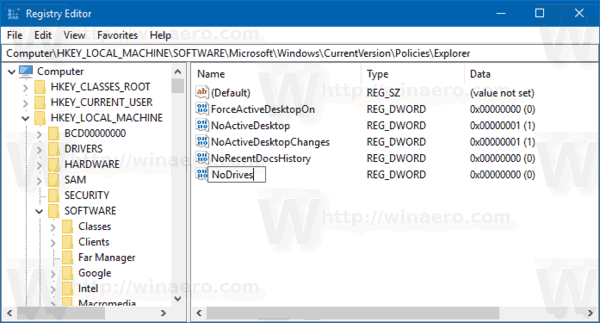 Registry Editor
File Edit View Favorites Help
Computer\HKEY_LOCAL_MACHINE\SOFTWARE\Microsoft\Windows\CurrentVersion\Policies\Explorer
Computer
HKEY_CLASSES_ROOT
HKEY_CURRENT_USER
HKEY_LOCAL_MACHINE
BCD00000000
DRIVERS
HARDWARE
SAM
SECURITY
SOFTWARE
Classes
Clients
Far Manager
Google
Intel
Macromedia
Name Type Data
(Default) REG_SZ (value not set)
ForceActiveDesktopOn REG_DWORD 0x00000000 (0)
NoActiveDesktop REG_DWORD 0x00000001 (1)
NoActiveDesktopChanges REG_DWORD 0x00000001 (1)
NoRecentDocsHistory REG_DWORD 0x00000000 (0)
NoDrives REG_DWORD 0x00000000 (0)
W http://winaero.com